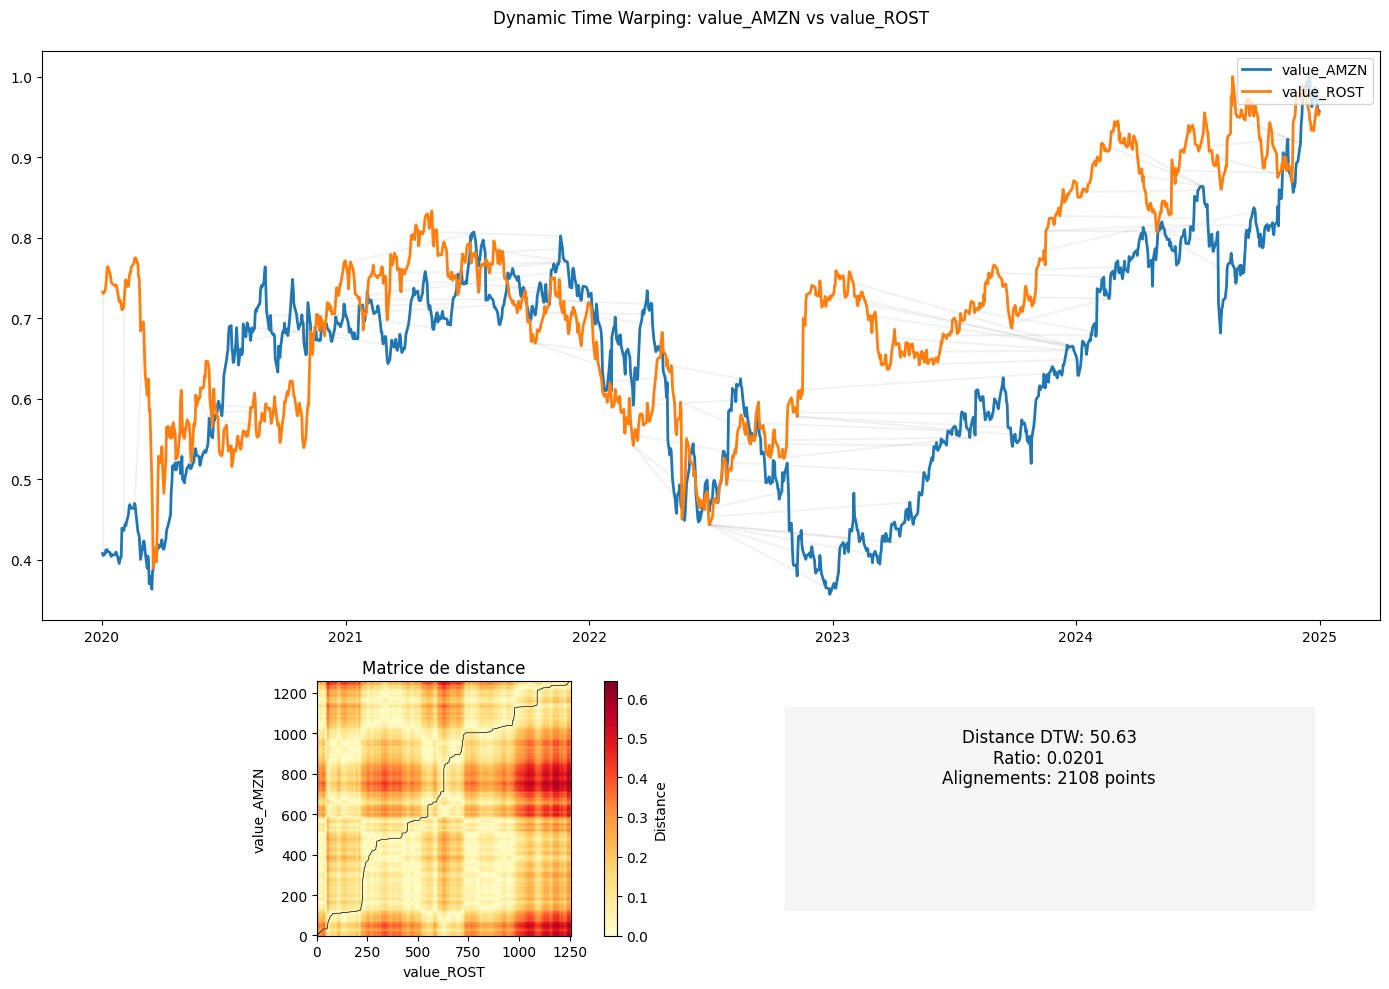 Dynamic Time Warping: value_AMZN vs value_ROST
value_AMZN
value_ROST
1.0
0.9
0.8
0.7
0.6
0.5
0.4
2020 2021 2022 2023 2024 2025
Matrice de distance
value_AMZN
1200
1000
800
600
400
200
0
0 250 500 750 1000 1250
value_ROST
0.6
0.5
0.4
0.3
0.2
0.1
0.0
Distance
Distance DTW: 50.63
Ratio: 0.0201
Alignements: 2108 points